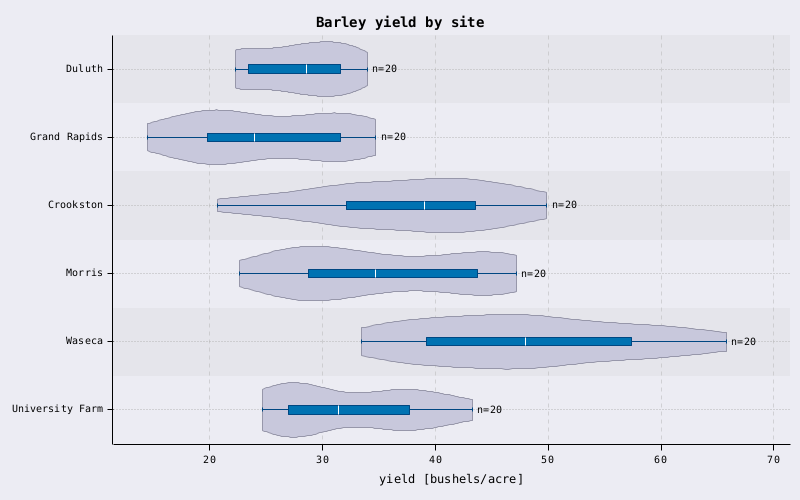 Barley yield by site
Duluth
n=20
Grand Rapids
n=20
Crookston
n=20
Morris
n=20
Waseca
n=20
University Farm
n=20
20 30 40 50 60 70
yield [bushels/acre]